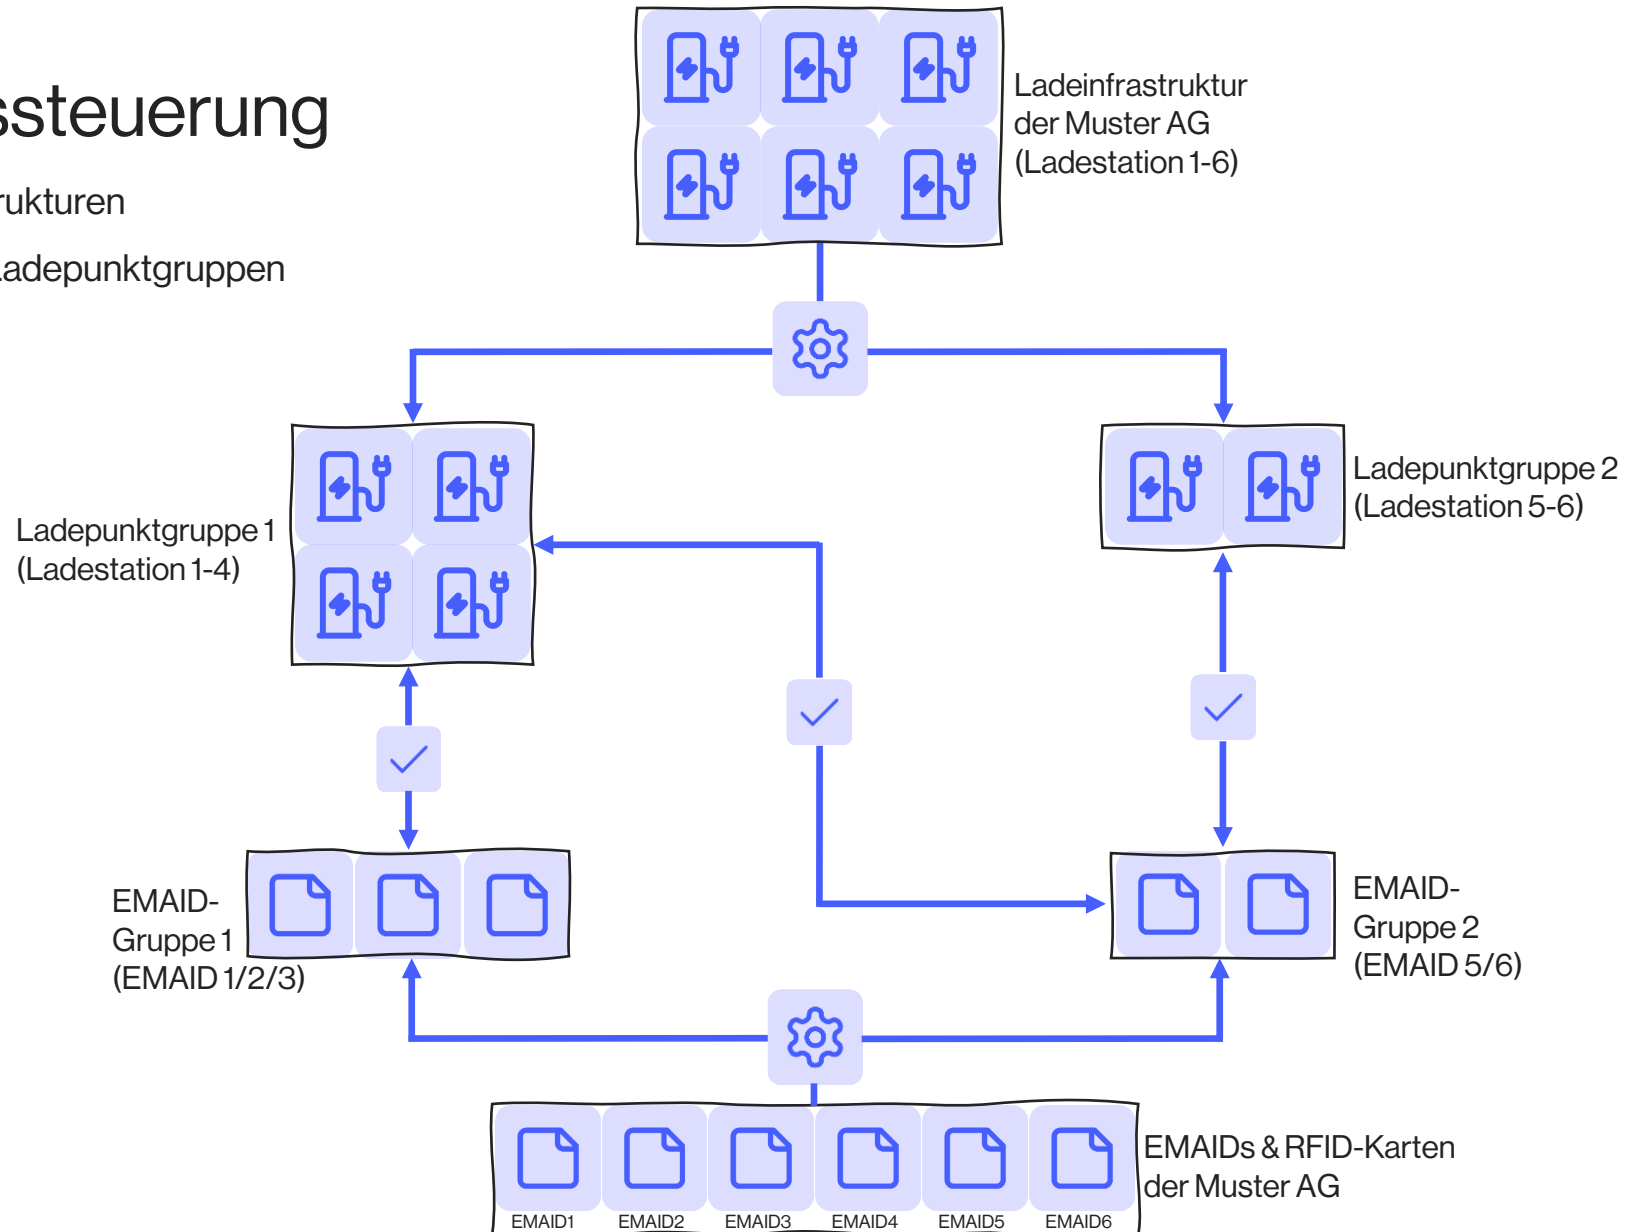 ssteuerung
rukturen
Ladepunktgruppen
Ladeinfrastruktur
der Muster AG
(Ladestation 1-6)
Ladepunktgruppe 1
(Ladestation 1-4)
Ladepunktgruppe 2
(Ladestation 5-6)
EMAID-
Gruppe 1
(EMAID 1/2/3)
EMAID-
Gruppe 2
(EMAID 5/6)
EMAIDs & RFID-Karten
der Muster AG
EMAID1 EMAID2 EMAID3 EMAID4 EMAID5 EMAID6